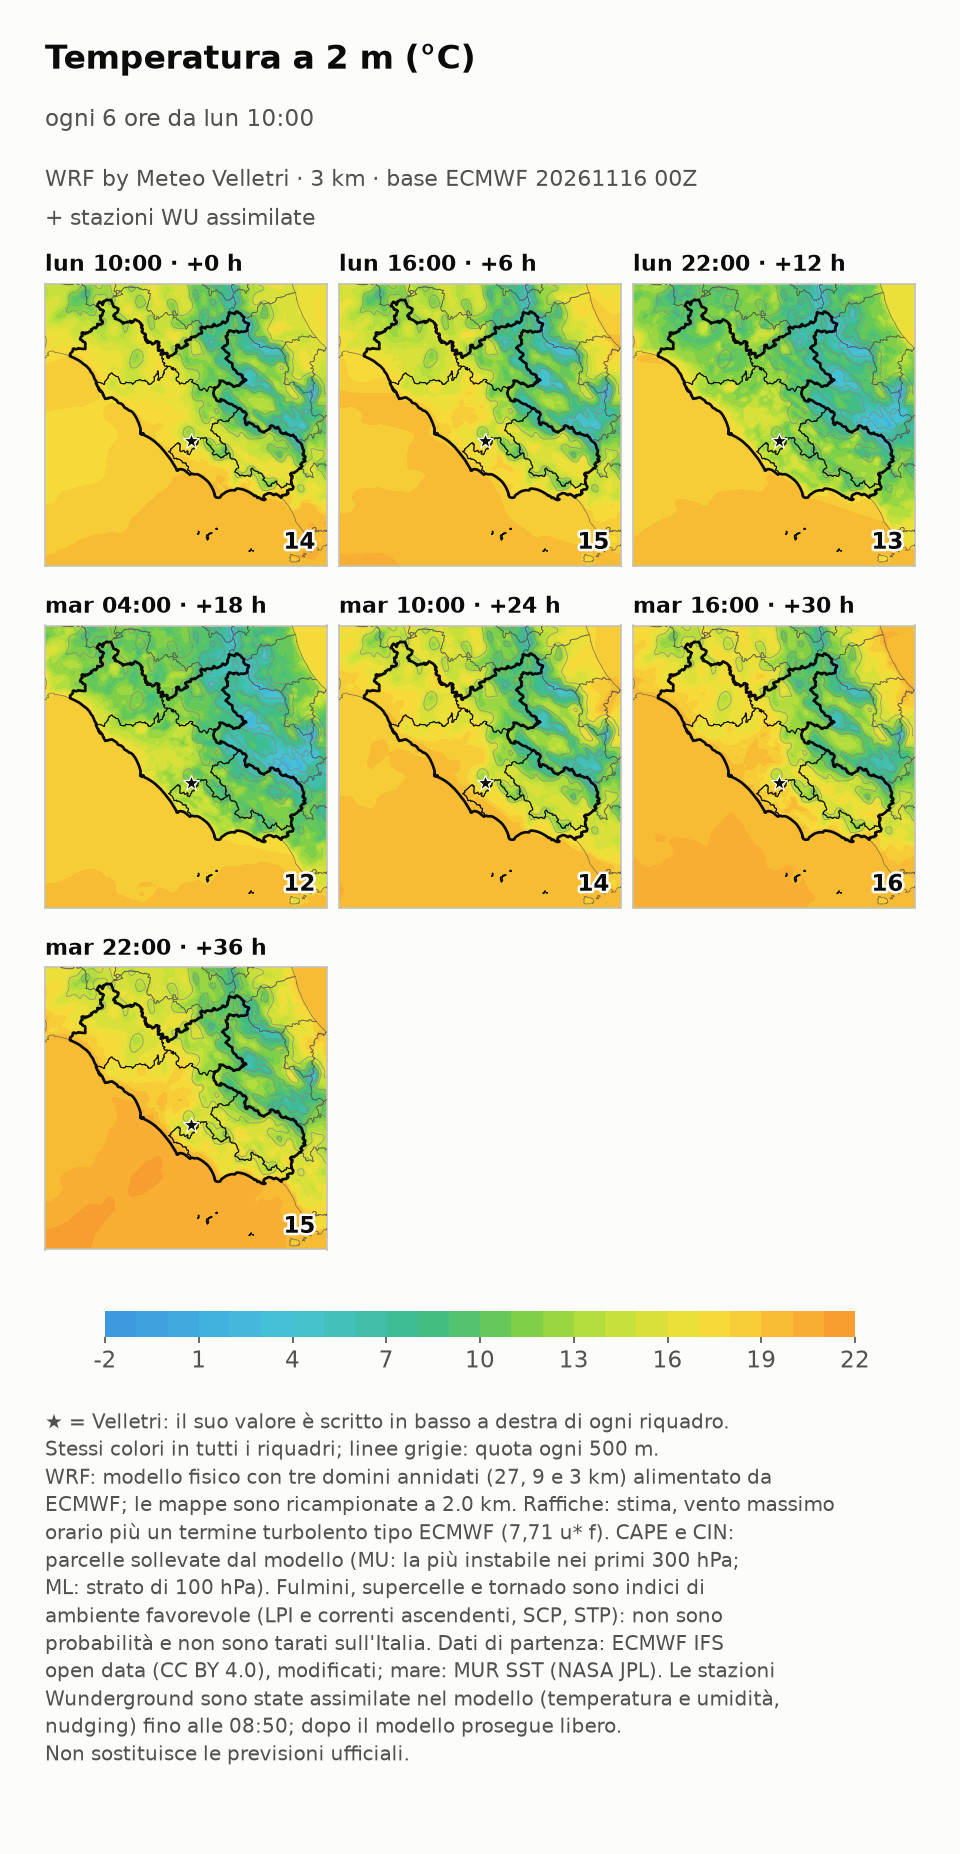 Temperatura a 2 m (°C)
ogni 6 ore da lun 10:00
WRF by Meteo Velletri · 3 km · base ECMWF 20261116 00Z
+ stazioni WU assimilate
lun 10:00 · +0 h
lun 16:00 · +6 h
lun 22:00 · +12 h
14
15
13
mar 04:00 · +18 h
mar 10:00 · +24 h
mar 16:00 · +30 h
12
14
16
mar 22:00 · +36 h
15
-2 1 4 7 10 13 16 19 22
★ = Velletri: il suo valore è scritto in basso a destra di ogni riquadro.
Stessi colori in tutti i riquadri; linee grigie: quota ogni 500 m.
WRF: modello fisico con tre domini annidati (27, 9 e 3 km) alimentato da
ECMWF; le mappe sono ricampionate a 2.0 km. Raffiche: stima, vento massimo
orario più un termine turbolento tipo ECMWF (7,71 u* f). CAPE e CIN:
parcelle sollevate dal modello (MU: la più instabile nei primi 300 hPa;
ML: strato di 100 hPa). Fulmini, supercelle e tornado sono indici di
ambiente favorevole (LPI e correnti ascendenti, SCP, STP): non sono
probabilità e non sono tarati sull'Italia. Dati di partenza: ECMWF IFS
open data (CC BY 4.0), modificati; mare: MUR SST (NASA JPL). Le stazioni
Wunderground sono state assimilate nel modello (temperatura e umidità,
nudging) fino alle 08:50; dopo il modello prosegue libero.
Non sostituisce le previsioni ufficiali.